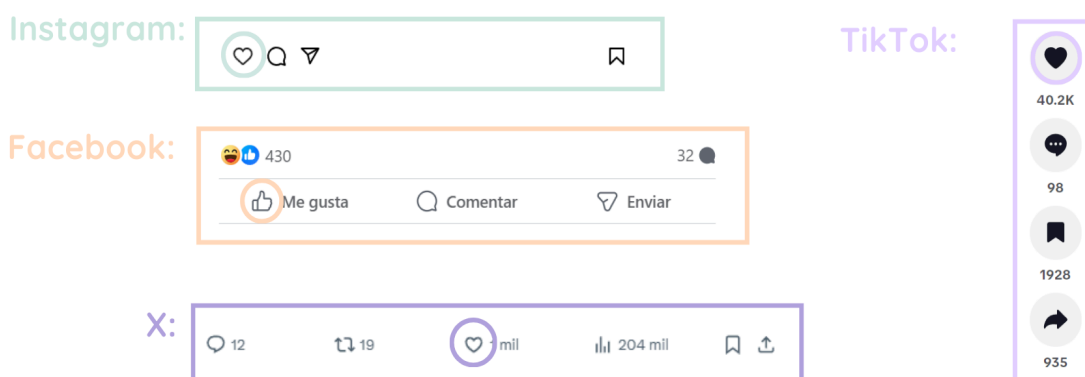 Instagram:
TikTok:
40.2K
Facebook:
430
32
98
Me gusta
Comentar
Enviar
1928
X:
12
19
mil
204 mil
935